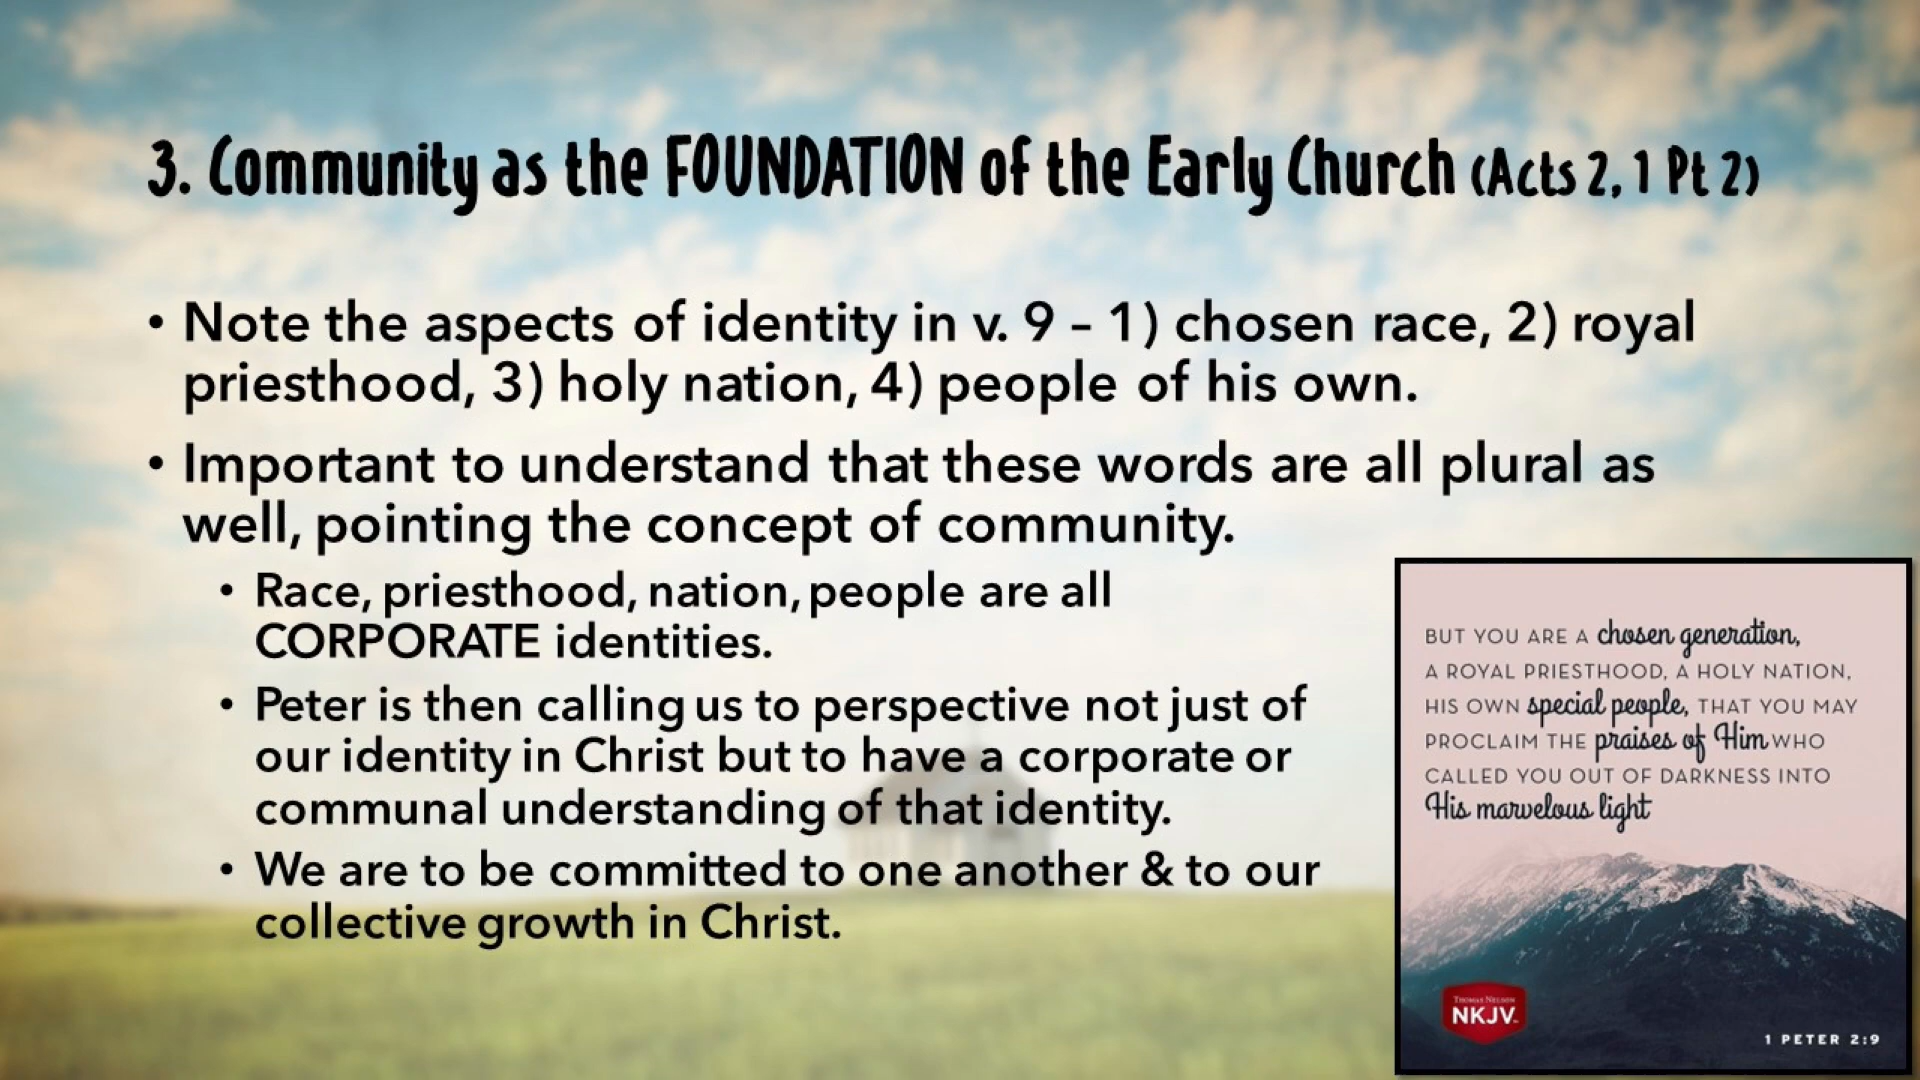 3. Community as the FOUNDATION of the Early Church (Acts 2, 1 Pt 2)
• Note the aspects of identity in v. 9 – 1) chosen race, 2) royal
priesthood, 3) holy nation, 4) people of his own.
• Important to understand that these words are all plural as
well, pointing the concept of community.
• Race, priesthood, nation, people are all
CORPORATE identities.
• Peter is then calling us to perspective not just of
our identity in Christ but to have a corporate or
communal understanding of that identity.
• We are to be committed to one another & to our
collective growth in Christ.
BUT YOU ARE A chosen generation,
A ROYAL PRIESTHOOD, A HOLY NATION,
HIS OWN special people, THAT YOU MAY
PROCLAIM THE praises of Him WHO
CALLED YOU OUT OF DARKNESS INTO
His marvelous light
THOMAS NELSON
NKJV
1 PETER 2:9